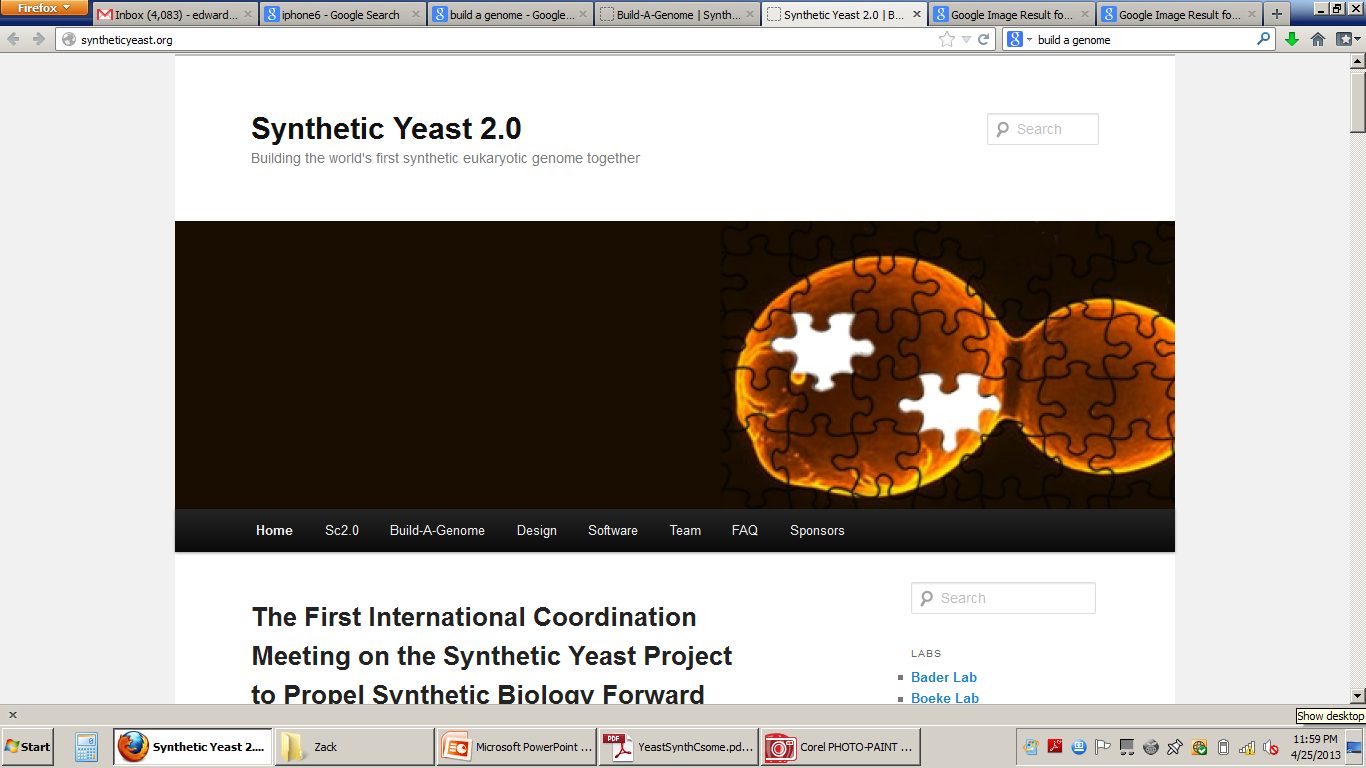 Firefox
Inbox (4,083) - edward...
iphone6 - Google Search
build a genome - Google...
Build-A-Genome | Synth...
Synthetic Yeast 2.0 | B...
Google Image Result fo...
Google Image Result fo...
syntheticyeast.org
build a genome
Synthetic Yeast 2.0
Building the world's first synthetic eukaryotic genome together
Search
Home Sc2.0 Build-A-Genome Design Software Team FAQ Sponsors
The First International Coordination
Meeting on the Synthetic Yeast Project
to Propel Synthetic Biology Forward
Search
LABS
Bader Lab
Boeke Lab
Show desktop
Start
Synthetic Yeast 2....
Zack
Microsoft PowerPoint ...
YeastSynthCsome.pd...
Corel PHOTO-PAINT ...
11:59 PM
4/25/2013